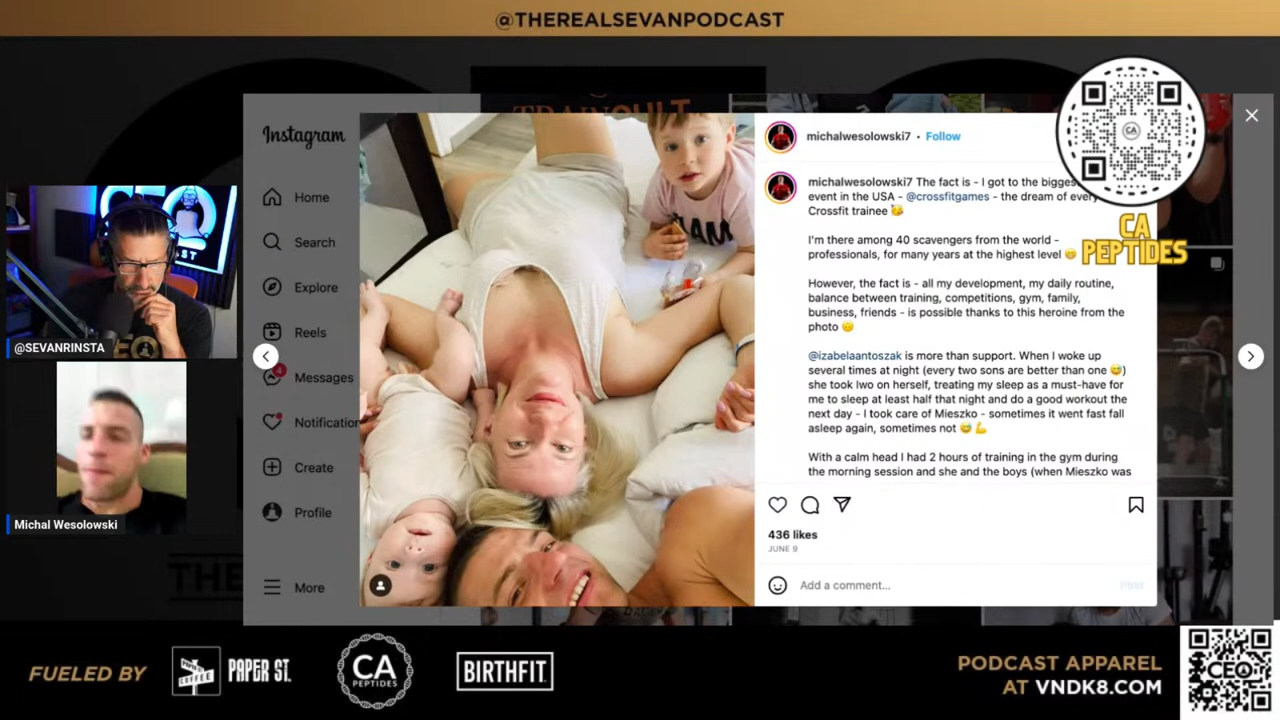 @THEREALSEVANPODCAST
Instagram
Home
Search
Explore
Reels
4
Messages
Notification
Create
Profile
More
@SEVANRINSTA
Michal Wesolowski
michalwesolowski7 • Follow
michalwesolowski7 The fact is - I got to the bigges
event in the USA - @crossfitgames - the dream of every
Crossfit trainee
I'm there among 40 scavengers from the world -
professionals, for many years at the highest level
However, the fact is - all my development, my daily routine,
balance between training, competitions, gym, family,
business, friends - is possible thanks to this heroine from the
photo
@izabelaantoszak is more than support. When I woke up
several times at night (every two sons are better than one 😅)
she took lwo on herself, treating my sleep as a must-have for
me to sleep at least half that night and do a good workout the
next day - I took care of Mieszko - sometimes it went fast fall
asleep again, sometimes not 😅 💪
With a calm head I had 2 hours of training in the gym during
the morning session and she and the boys (when Mieszko was
436 likes
JUNE 9
Add a comment...
Post
CA
CA
PEPTIDES
FUELED BY
COFFEE
PAPER ST.
CA
PEPTIDES
BIRTHFIT
PODCAST APPAREL
AT VNDK8.COM
CEO